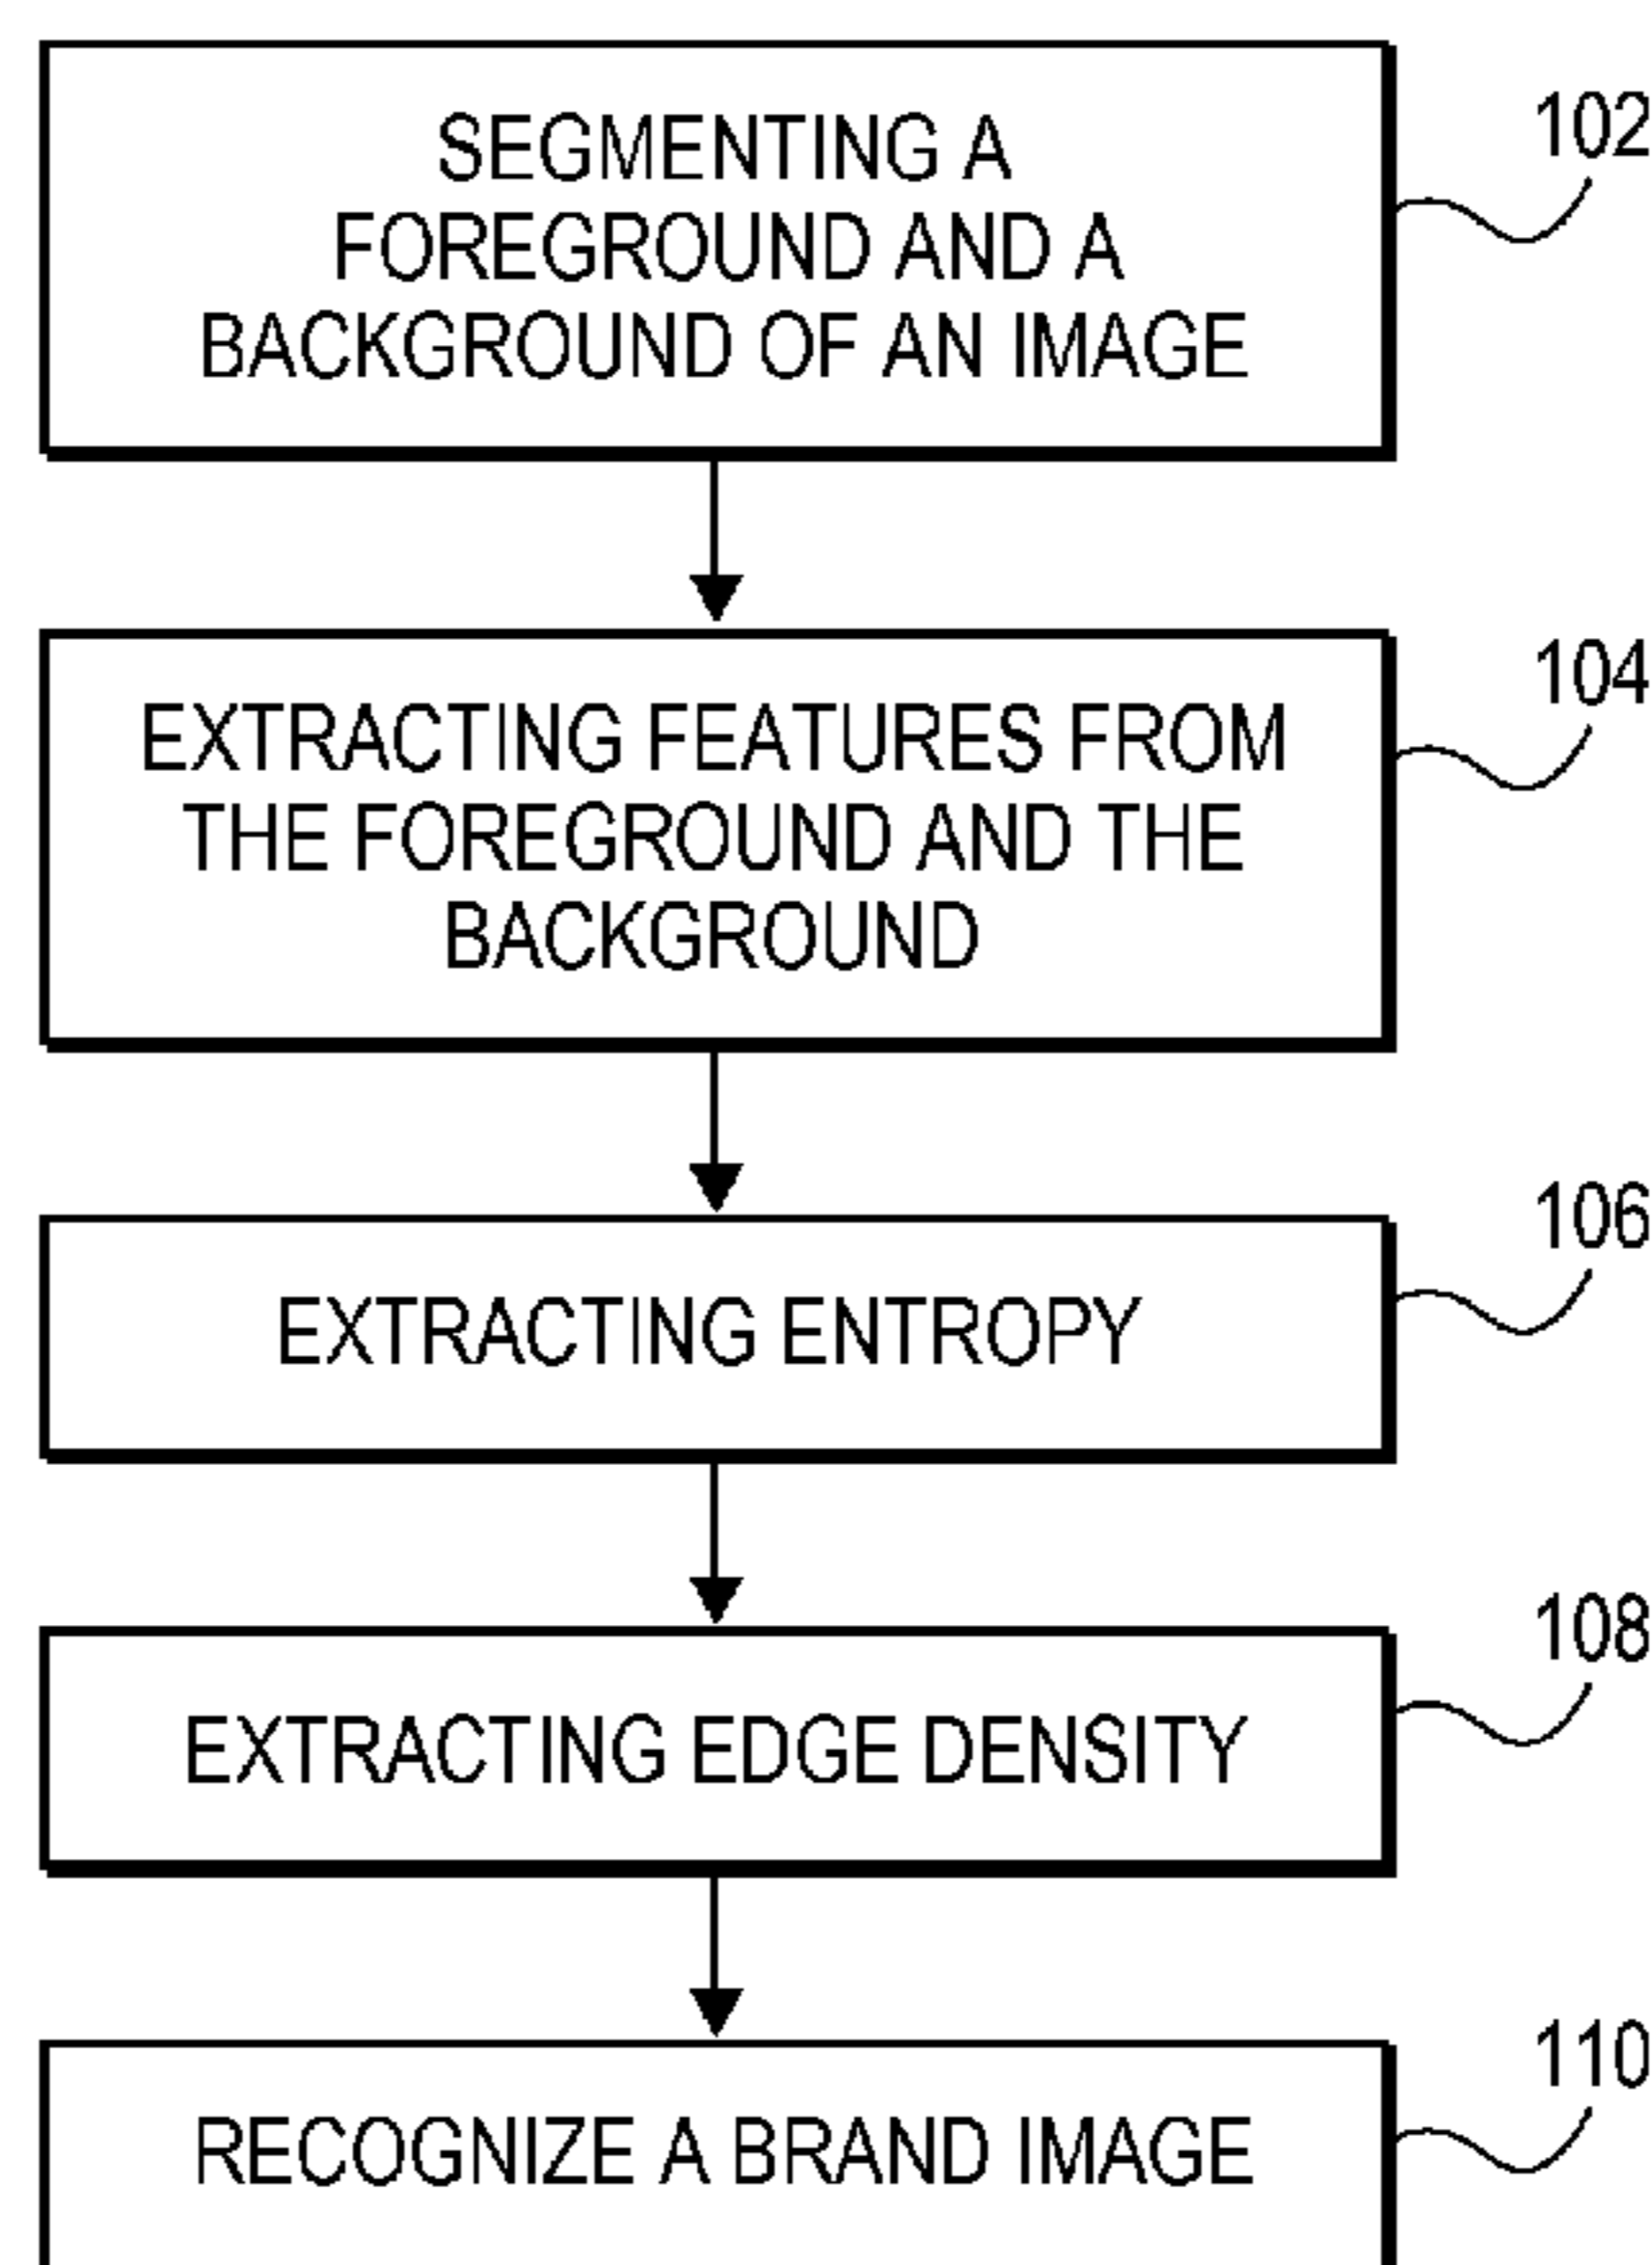 SEGMENTING A
FOREGROUND AND A
BACKGROUND OF AN IMAGE
102
EXTRACTING FEATURES FROM
THE FOREGROUND AND THE
BACKGROUND
104
EXTRACTING ENTROPY
106
EXTRACTING EDGE DENSITY
108
RECOGNIZE A BRAND IMAGE
110